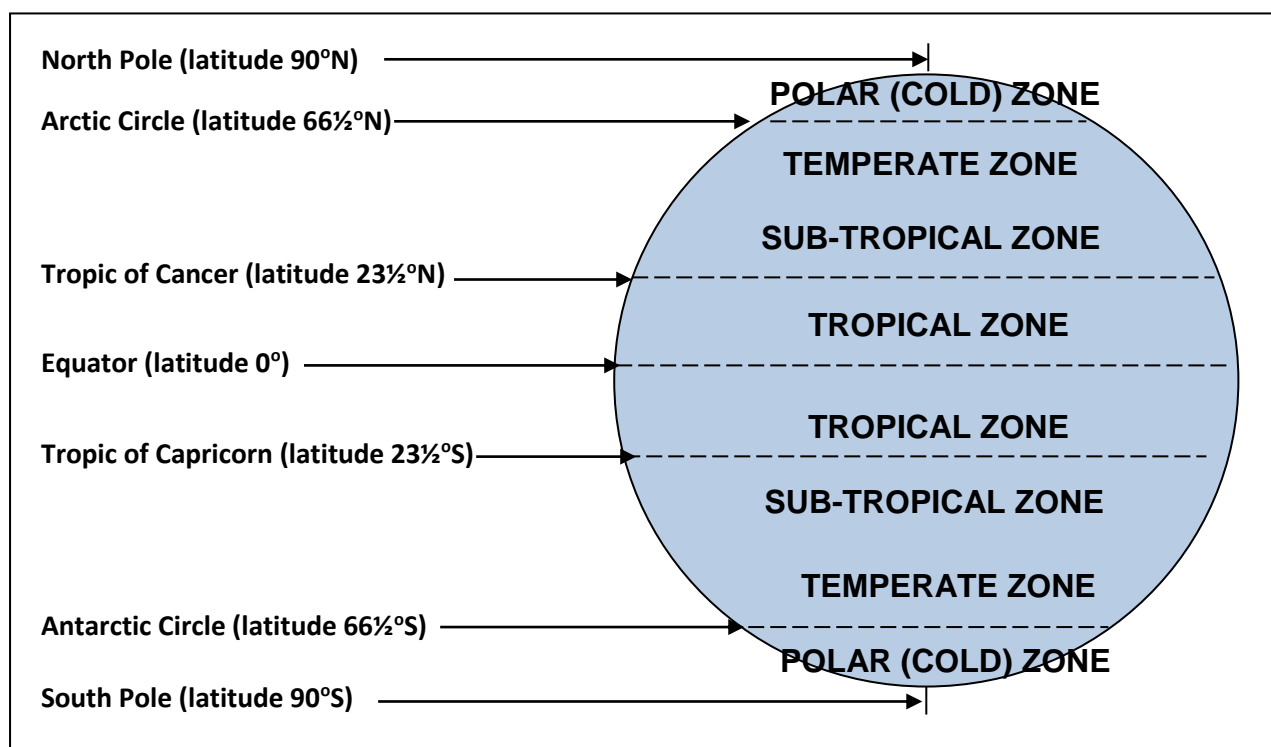 North Pole (latitude 90ºN)
POLAR (COLD) ZONE
Arctic Circle (latitude 66½ºN)
TEMPERATE ZONE
SUB-TROPICAL ZONE
Tropic of Cancer (latitude 23½ºN)
TROPICAL ZONE
Equator (latitude 0º)
TROPICAL ZONE
Tropic of Capricorn (latitude 23½ºS)
SUB-TROPICAL ZONE
TEMPERATE ZONE
Antarctic Circle (latitude 66½ºS)
POLAR (COLD) ZONE
South Pole (latitude 90ºS)